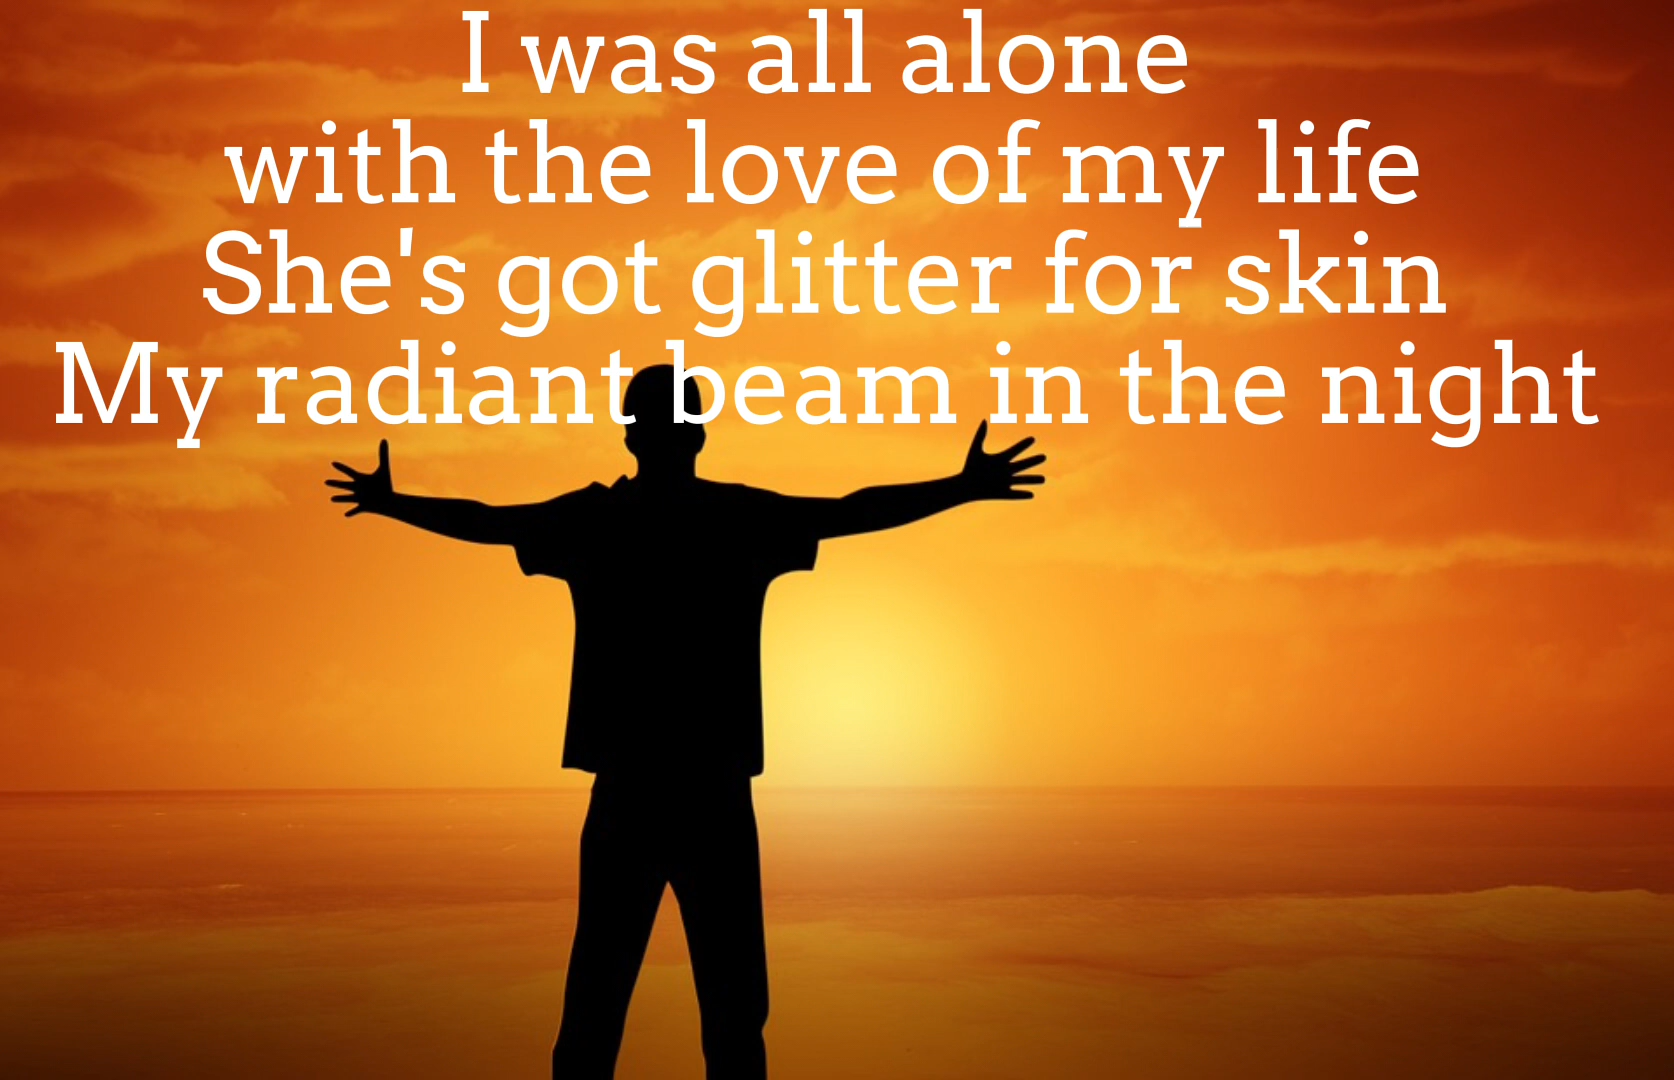 I was all alone
with the love of my life
She's got glitter for skin
My radiant beam in the night